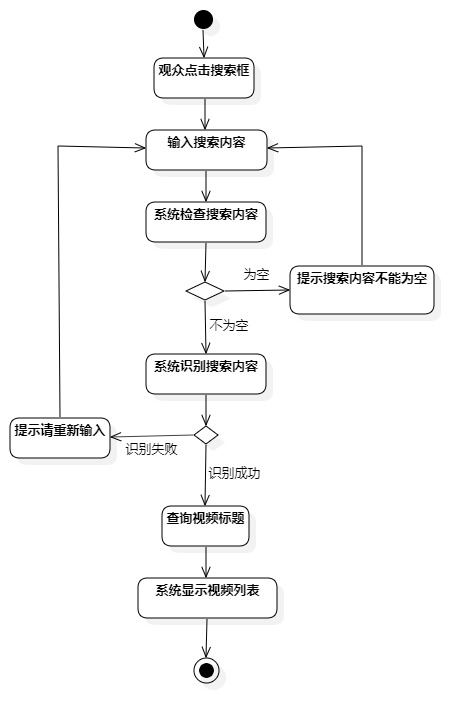 观众点击搜索框
输入搜索内容
系统检查搜索内容
为空
提示搜索内容不能为空
不为空
系统识别搜索内容
提示请重新输入
识别失败
识别成功
查询视频标题
系统显示视频列表